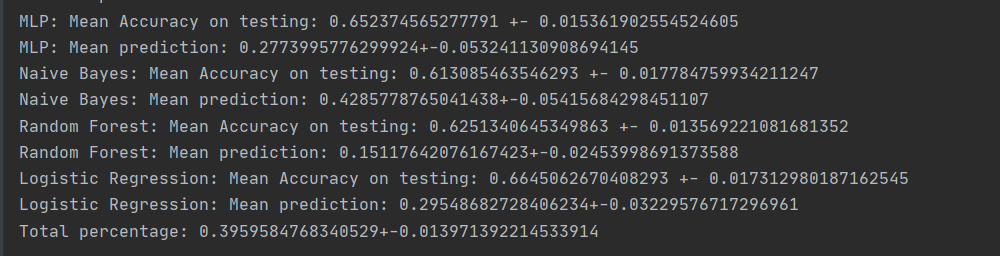 MLP: Mean Accuracy on testing: 0.652374565277791 +- 0.015361902554524605
MLP: Mean prediction: 0.2773995776299924+-0.053241130908694145
Naive Bayes: Mean Accuracy on testing: 0.613085463546293 +- 0.017784759934211247
Naive Bayes: Mean prediction: 0.4285778765041438+-0.05415684298451107
Random Forest: Mean Accuracy on testing: 0.6251340645349863 +- 0.013569221081681352
Random Forest: Mean prediction: 0.15117642076167423+-0.02453998691373588
Logistic Regression: Mean Accuracy on testing: 0.6645062670408293 +- 0.017312980187162545
Logistic Regression: Mean prediction: 0.29548682728406234+-0.03229576717296961
Total percentage: 0.3959584768340529+-0.013971392214533914